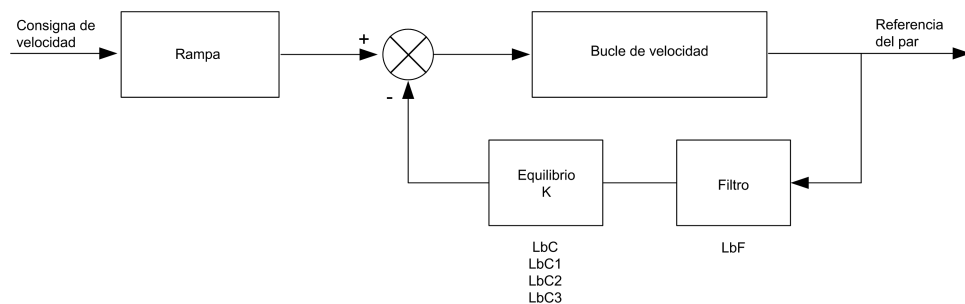 Consigna de
velocidad
Rampa
+
-
Bucle de velocidad
Referencia
del par
Equilibrio
K
Filtro
LbC
LbC1
LbC2
LbC3
LbF